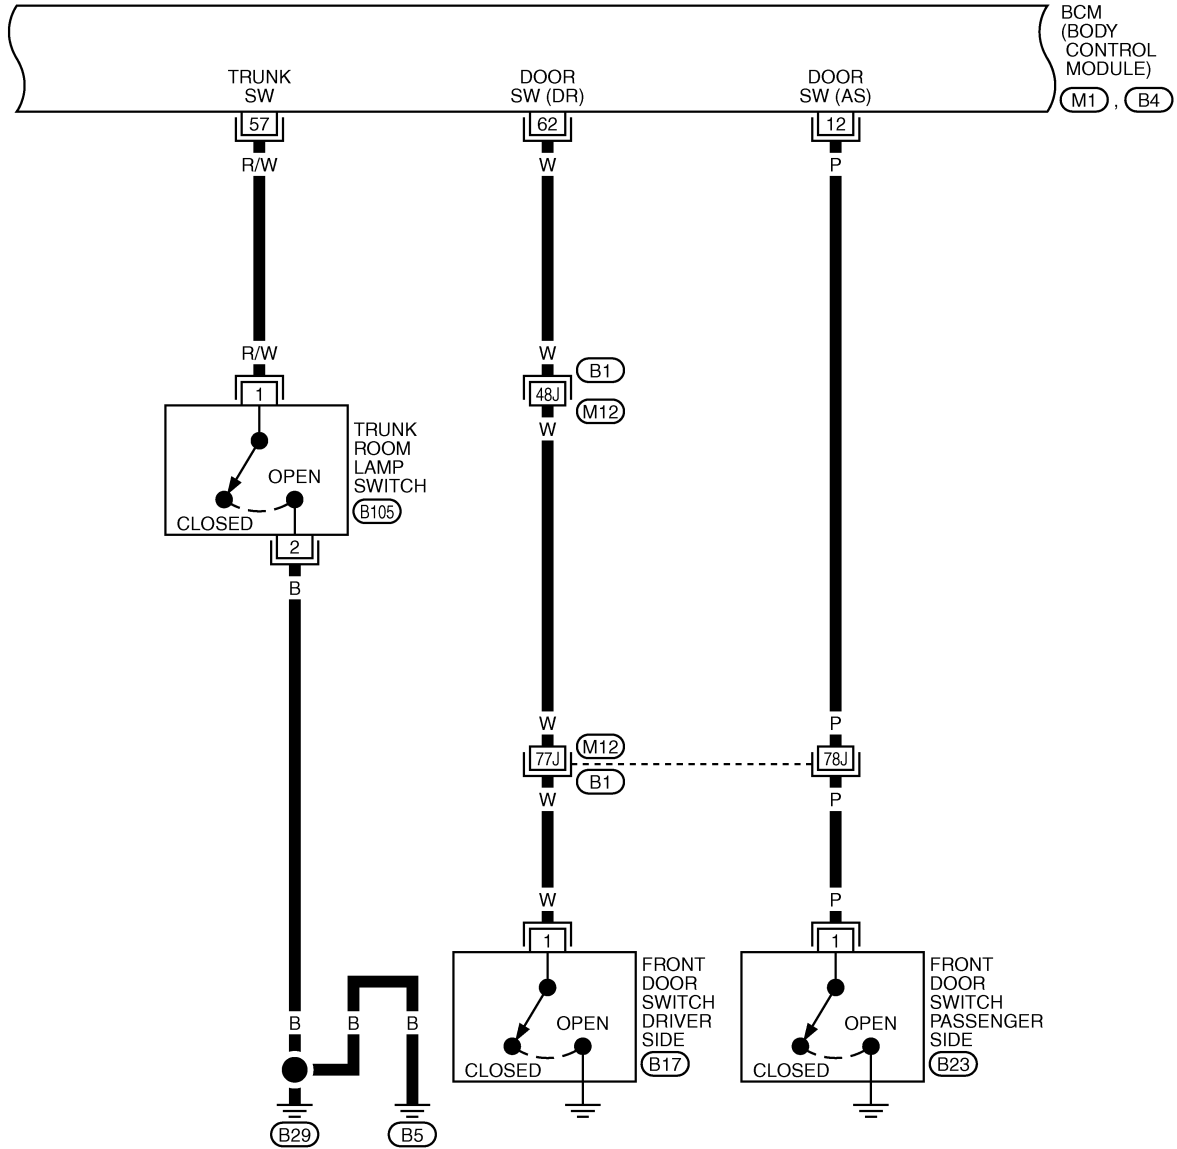 BCM
(BODY
CONTROL
MODULE)
M1 , B4
TRUNK
SW
DOOR
SW (DR)
DOOR
SW (AS)
57
62
12
R/W
W
P
R/W
W
B1
1
48J
M12
W
TRUNK
ROOM
LAMP
SWITCH
B105
OPEN
CLOSED
2
B
W
P
M12
77J
78J
B1
W
P
W
P
1
1
FRONT
DOOR
SWITCH
DRIVER
SIDE
B17
OPEN
CLOSED
FRONT
DOOR
SWITCH
PASSENGER
SIDE
B23
OPEN
CLOSED
B
B
B
B29
B5